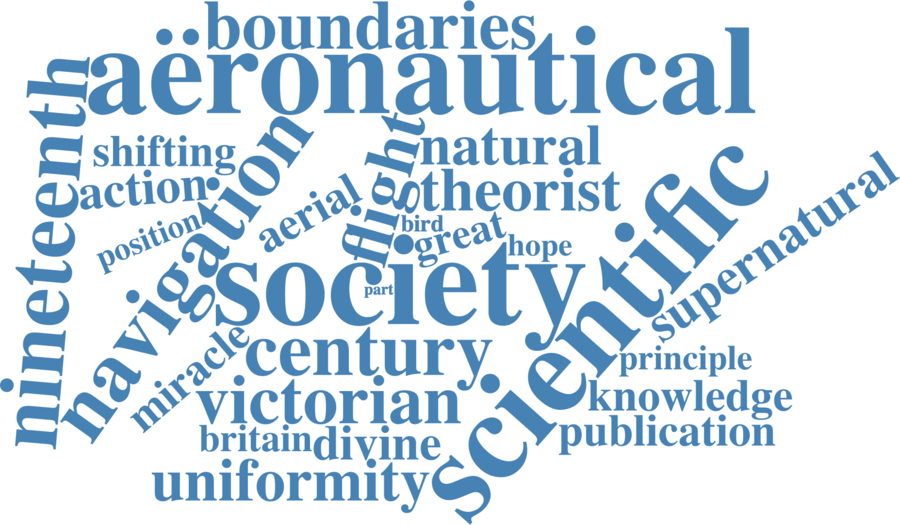 boundaries
aëronautical
nineteenth
shifting
navigation
flight
natural
action
theorist
scientific
supernatural
position
aerial
bird
great
hope
society
part
miracle
century
principle
victorian
knowledge
britain
divine
publication
uniformity